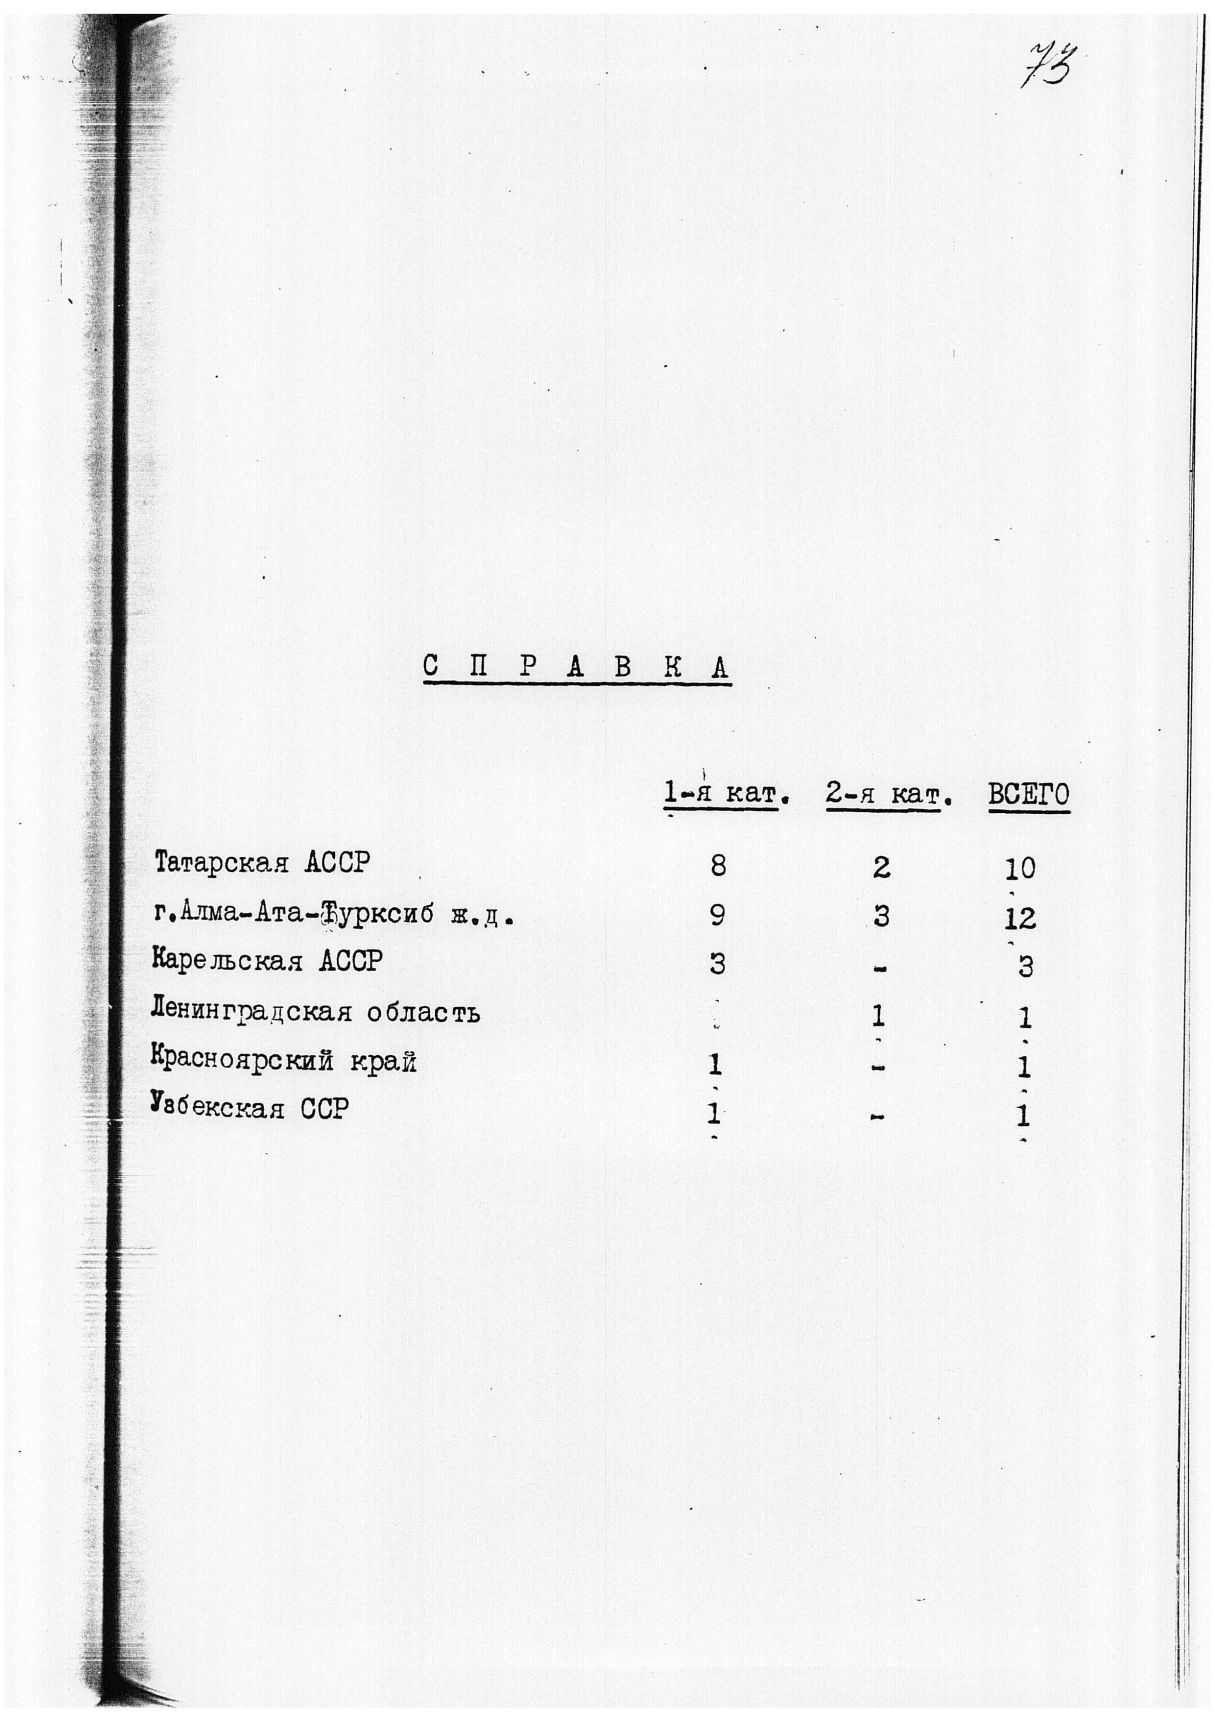 73
С П Р А В К А
1-я кат. 2-я кат. ВСЕГО
Татарская АССР 8 2 10
г.Алма-Ата-Турксиб ж.д. 9 3 12
Карельская АССР 3 - 3
Ленинградская область 1 1
Красноярский край 1 - 1
Узбекская ССР 1 - 1